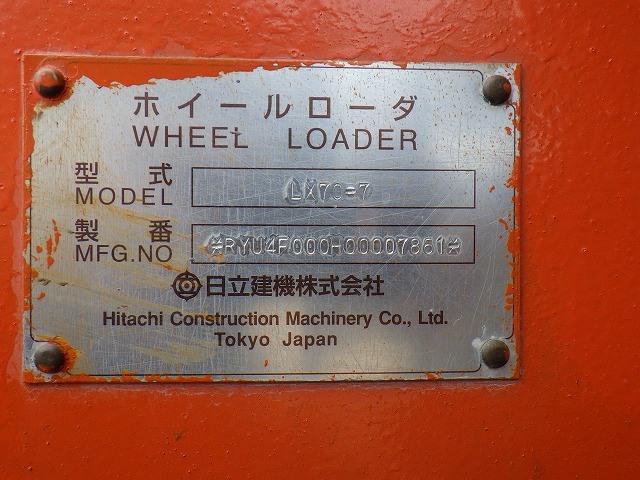 ホイールローダ
WHEEL LOADER
型式 LX70-7
MODEL
製番 *RYU4F000H00007861*
MFG.NO
日立建機株式会社
Hitachi Construction Machinery Co., Ltd.
Tokyo Japan